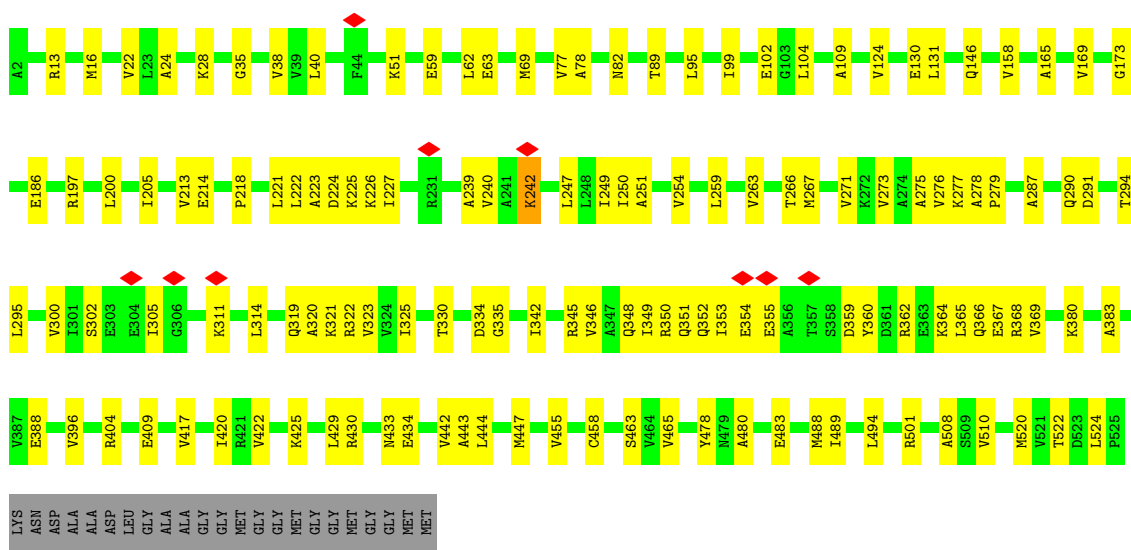 A2 R13 M16 V22 L23 A24 K28 G35 V38 V39 L40 F44 K51 E59 L62 E63 M69 V77 A78 N82 T89 L95 I99 E102 G103 L104 A109 V124 E130 L131 Q146 V158 A165 V169 G173
E186 R197 L200 I205 V213 E214 P218 L221 L222 A223 D224 K225 K226 I227 R231 A239 V240 A241 K242 L247 L248 I249 I250 A251 V254 L259 V263 T266 M267 V271 K272 V273 A274 A275 V276 K277 A278 P279 A287 Q290 D291 T294
L295 V300 I301 S302 E303 E304 I305 G306 K311 L314 Q319 A320 K321 R322 V323 V324 I325 T330 D334 G335 I342 R345 V346 A347 Q348 I349 R350 Q351 Q352 I353 E354 E355 A356 T357 S358 D359 Y360 D361 R362 E363 K364 L365 Q366 E367 R368 V369 K380 A383
V387 E388 V396 R404 E409 V417 I420 R421 V422 K425 L429 R430 N433 E434 V442 A443 L444 M447 V455 C458 S463 V464 V465 Y478 N479 A480 E483 M488 I489 L494 R501 A508 S509 V510 M520 V521 T522 D523 L524 P525
LYS ASN ASP ALA ALA ASP LEU GLY ALA ALA GLY GLY MET GLY GLY MET GLY GLY MET GLY GLY MET MET